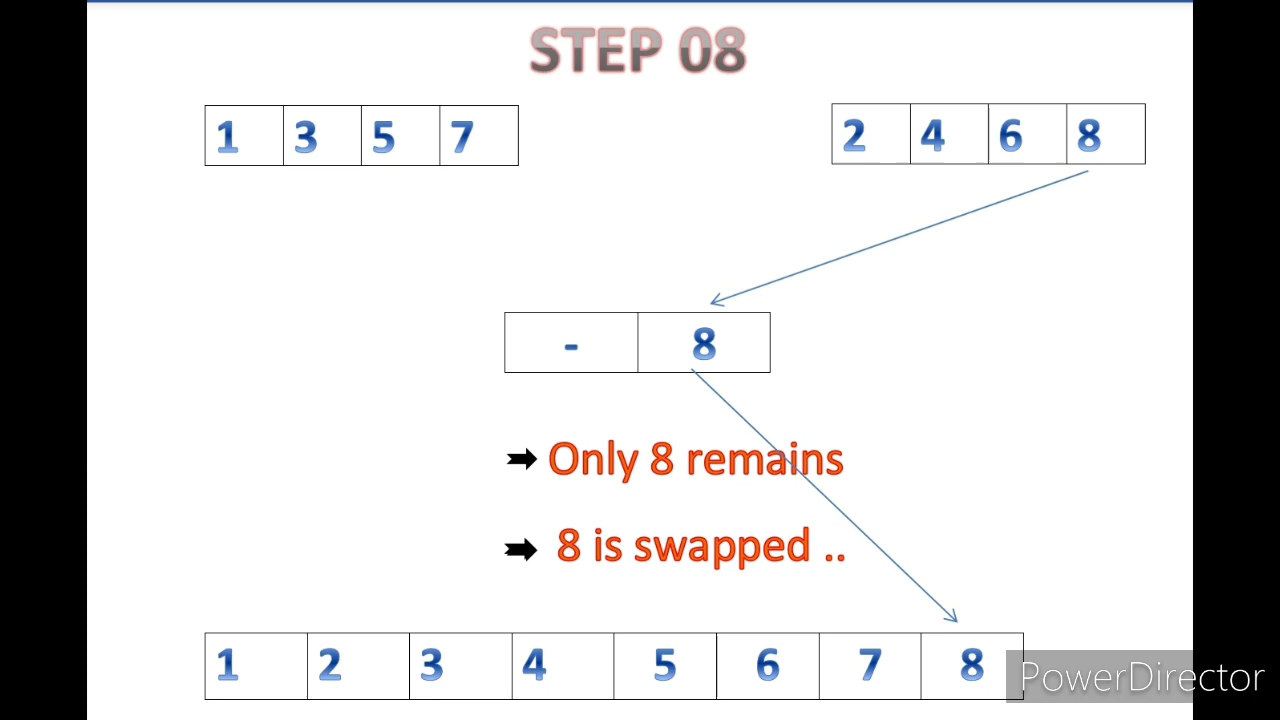 STEP 08
1 3 5 7
2 4 6 8
- 8
Only 8 remains
8 is swapped ..
1 2 3 4 5 6 7 8
PowerDirector